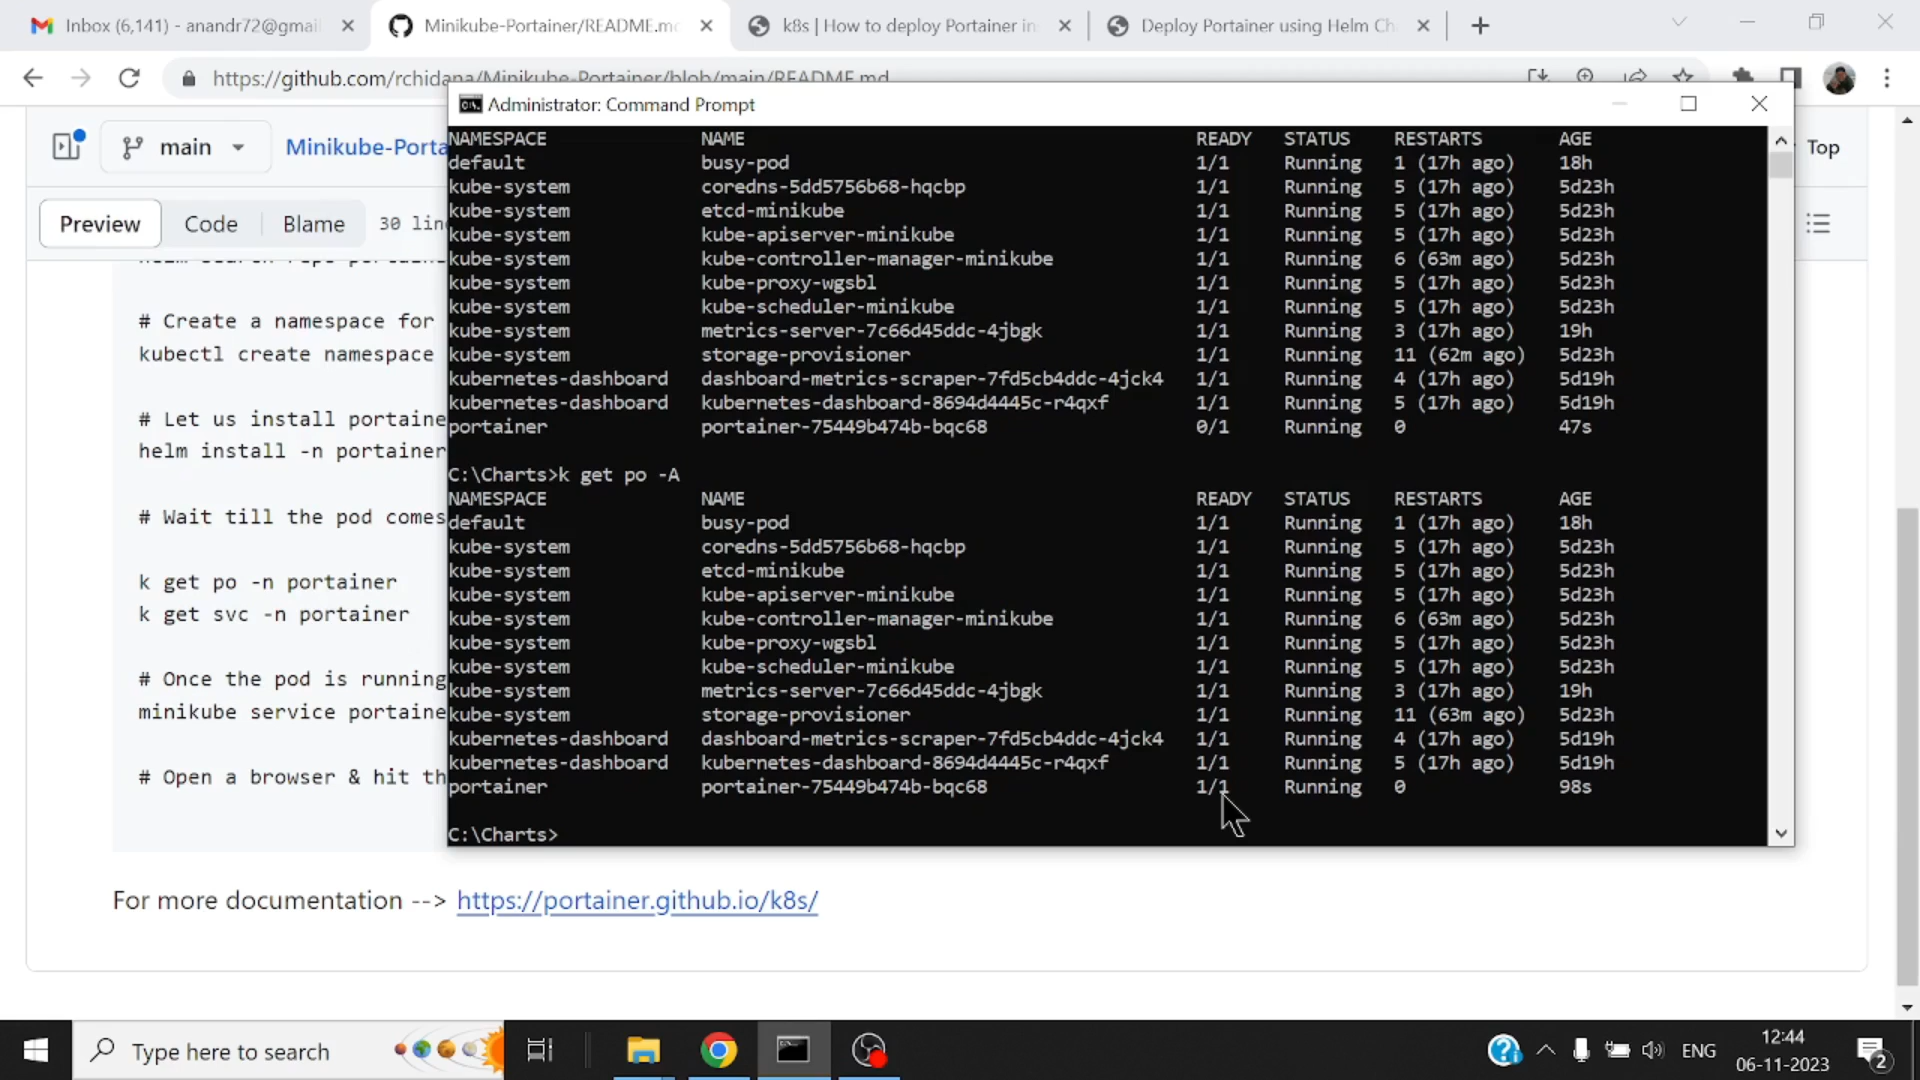 Inbox (6,141) - anandr72@gmai
Minikube-Portainer/README.m
k8s | How to deploy Portainer in
Deploy Portainer using Helm Ch
https://github.com/rchidana/Minikube-Portainer/blob/main/README.md
Administrator: Command Prompt
main
Minikube-Porta
Top
Preview
Code
Blame
30 lin
helm search repo portain
# Create a namespace for
kubectl create namespace
# Let us install portaine
helm install -n portainer
# Wait till the pod comes
k get po -n portainer
k get svc -n portainer
# Once the pod is running
minikube service portaine
# Open a browser & hit th
NAMESPACE NAME READY STATUS RESTARTS AGE
default busy-pod 1/1 Running 1 (17h ago) 18h
kube-system coredns-5dd5756b68-hqcbp 1/1 Running 5 (17h ago) 5d23h
kube-system etcd-minikube 1/1 Running 5 (17h ago) 5d23h
kube-system kube-apiserver-minikube 1/1 Running 5 (17h ago) 5d23h
kube-system kube-controller-manager-minikube 1/1 Running 6 (63m ago) 5d23h
kube-system kube-proxy-wgsbl 1/1 Running 5 (17h ago) 5d23h
kube-system kube-scheduler-minikube 1/1 Running 5 (17h ago) 5d23h
kube-system metrics-server-7c66d45ddc-4jbgk 1/1 Running 3 (17h ago) 19h
kube-system storage-provisioner 1/1 Running 11 (62m ago) 5d23h
kubernetes-dashboard dashboard-metrics-scraper-7fd5cb4ddc-4jck4 1/1 Running 4 (17h ago) 5d19h
kubernetes-dashboard kubernetes-dashboard-8694d4445c-r4qxf 1/1 Running 5 (17h ago) 5d19h
portainer portainer-75449b474b-bqc68 0/1 Running 0 47s
C:\Charts>k get po -A
NAMESPACE NAME READY STATUS RESTARTS AGE
default busy-pod 1/1 Running 1 (17h ago) 18h
kube-system coredns-5dd5756b68-hqcbp 1/1 Running 5 (17h ago) 5d23h
kube-system etcd-minikube 1/1 Running 5 (17h ago) 5d23h
kube-system kube-apiserver-minikube 1/1 Running 5 (17h ago) 5d23h
kube-system kube-controller-manager-minikube 1/1 Running 6 (63m ago) 5d23h
kube-system kube-proxy-wgsbl 1/1 Running 5 (17h ago) 5d23h
kube-system kube-scheduler-minikube 1/1 Running 5 (17h ago) 5d23h
kube-system metrics-server-7c66d45ddc-4jbgk 1/1 Running 3 (17h ago) 19h
kube-system storage-provisioner 1/1 Running 11 (63m ago) 5d23h
kubernetes-dashboard dashboard-metrics-scraper-7fd5cb4ddc-4jck4 1/1 Running 4 (17h ago) 5d19h
kubernetes-dashboard kubernetes-dashboard-8694d4445c-r4qxf 1/1 Running 5 (17h ago) 5d19h
portainer portainer-75449b474b-bqc68 1/1 Running 0 98s
C:\Charts>
For more documentation --> https://portainer.github.io/k8s/
Type here to search
ENG
12:44
06-11-2023
2